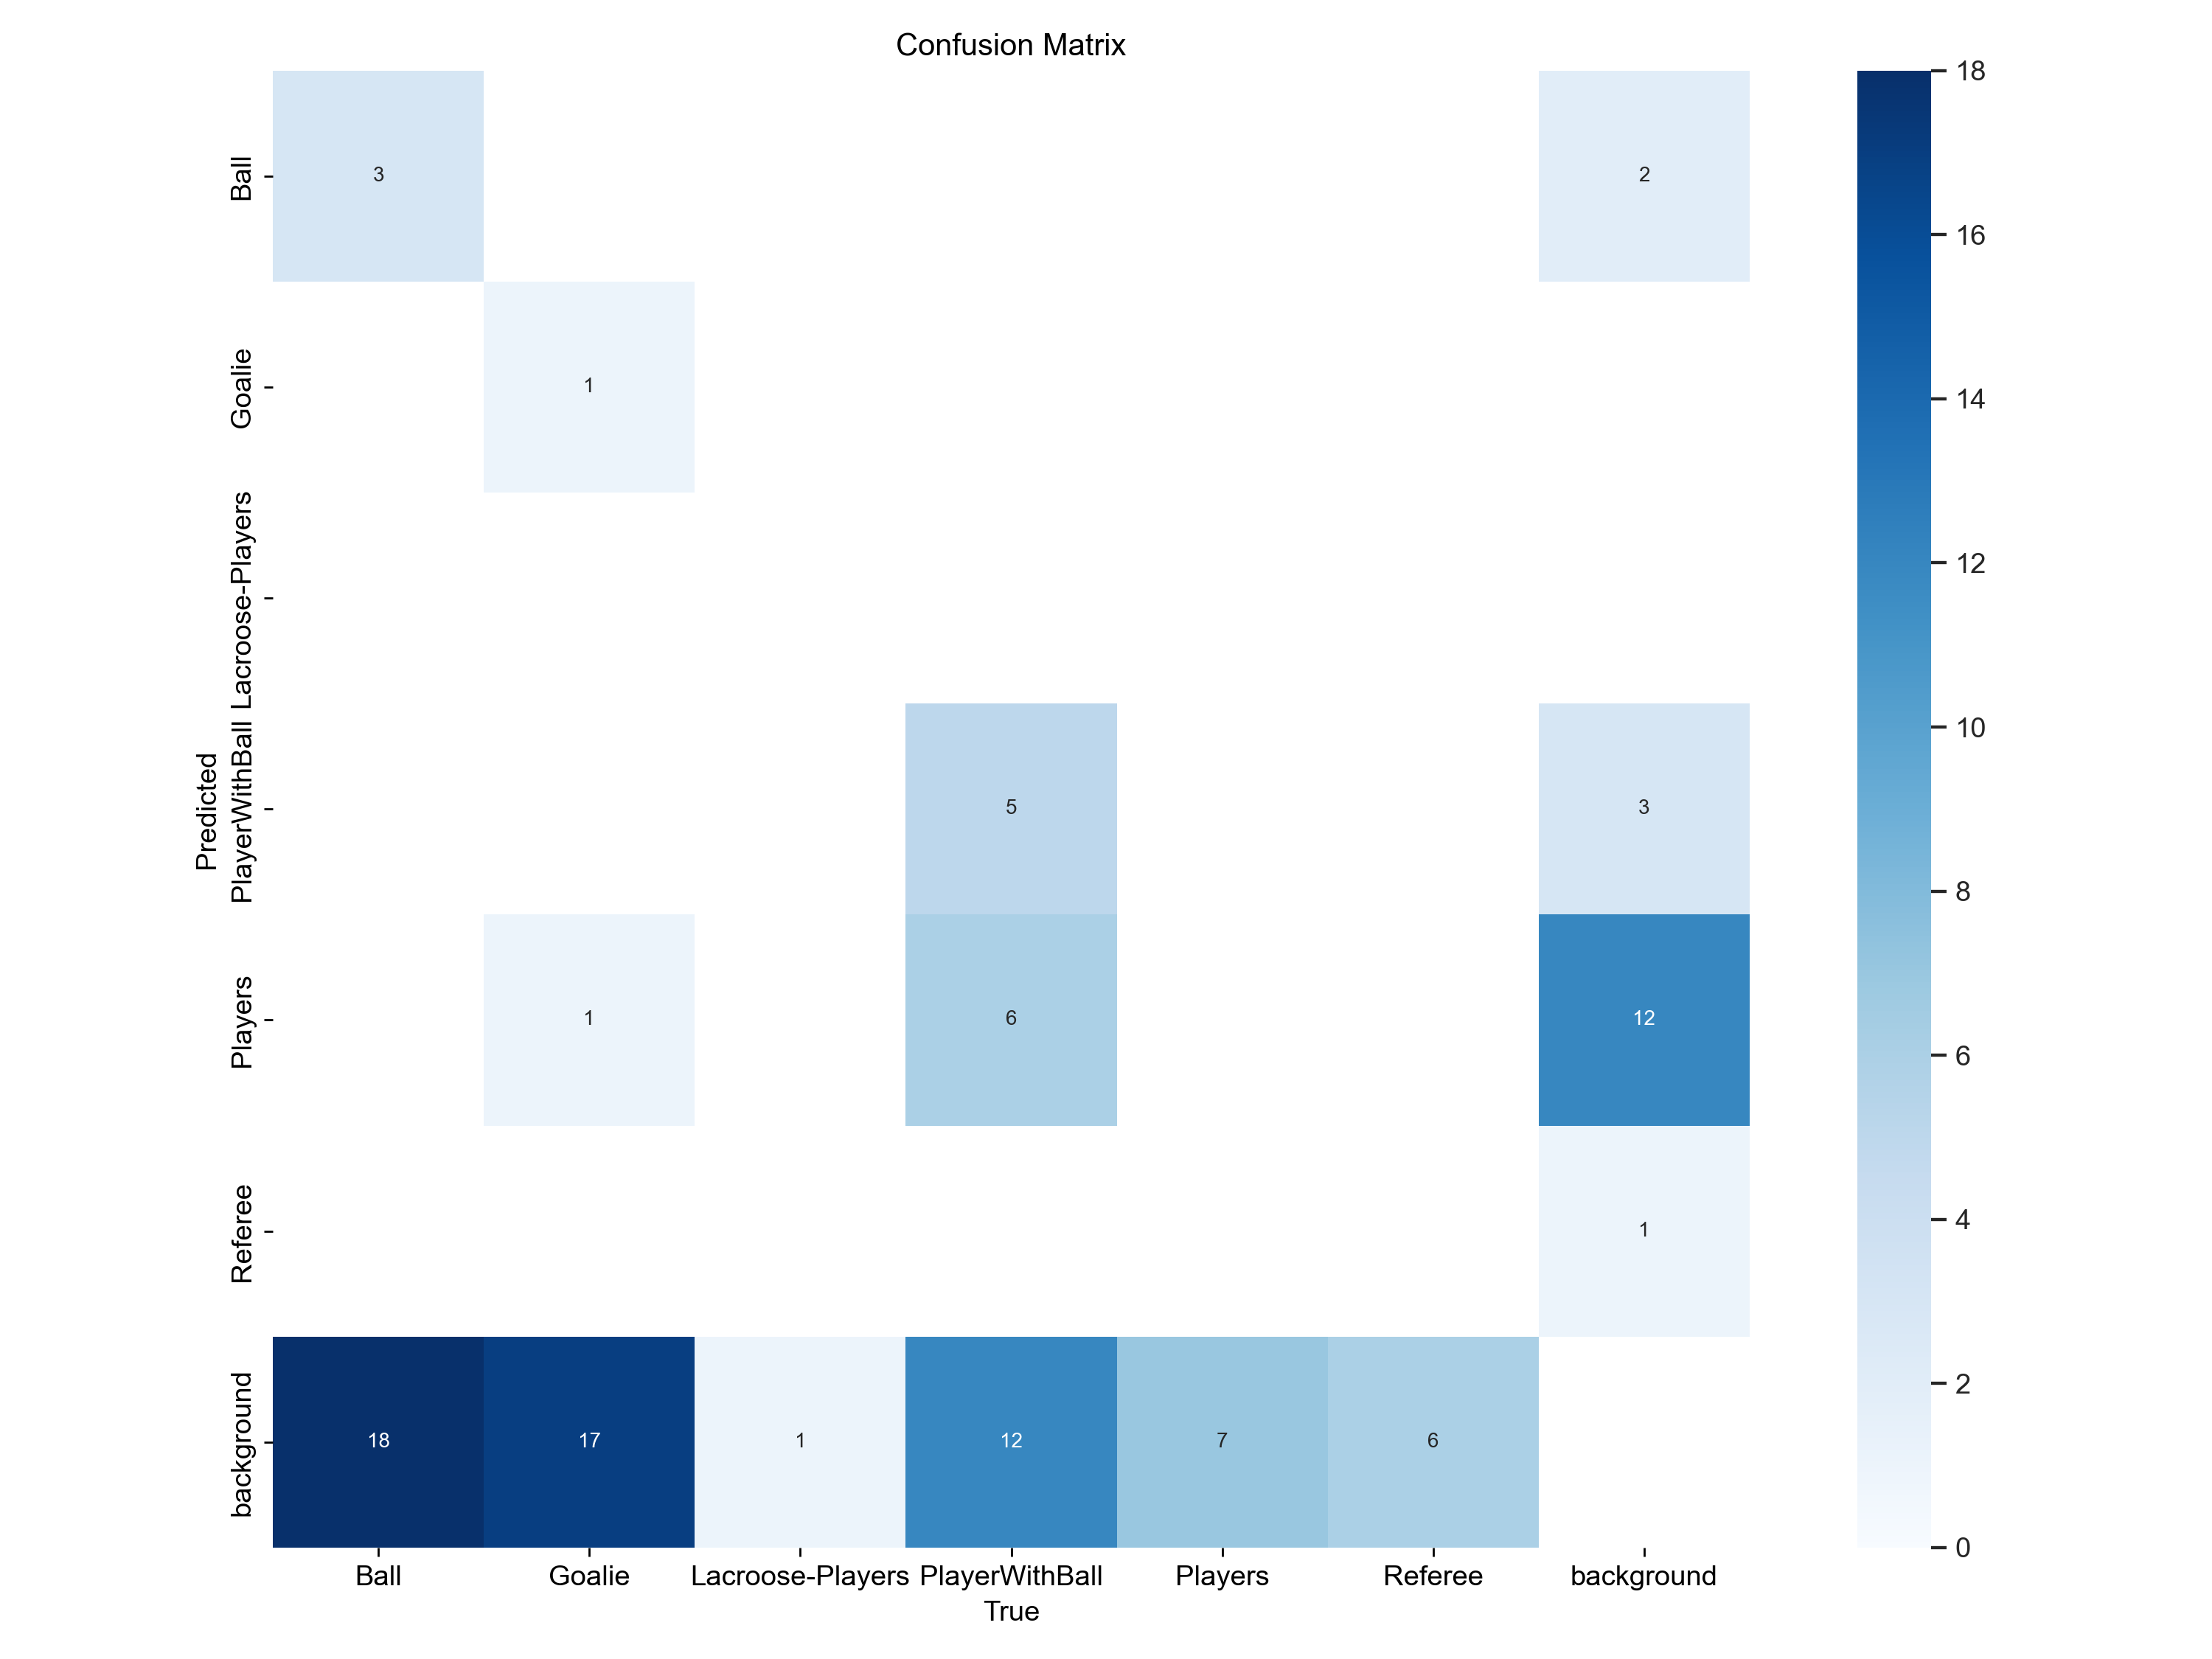 Confusion Matrix
Ball
3
2
Goalie
1
Lacroose-Players
PlayerWithBall
5
3
Players
1
6
12
Referee
1
background
18
17
1
12
7
6
Predicted
Ball Goalie Lacroose-Players PlayerWithBall Players Referee background
True
18
16
14
12
10
8
6
4
2
0